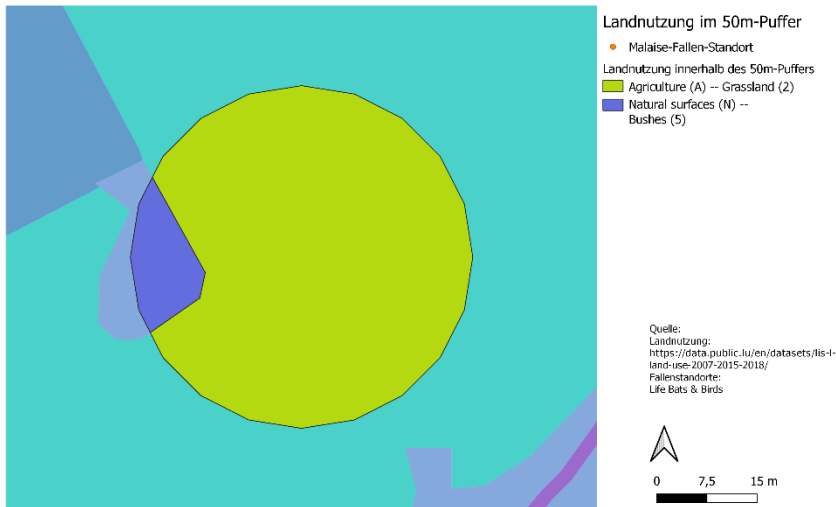 Landnutzung im 50m-Puffer
Malaise-Fallen-Standort
Landnutzung innerhalb des 50m-Puffers
Agriculture (A) -- Grassland (2)
Natural surfaces (N) --
Bushes (5)
Quelle:
Landnutzung:
https://data.public.lu/en/datasets/lis-l-
land-use-2007-2015-2018/
Fallenstandorte:
Life Bats & Birds
0 7,5 15 m